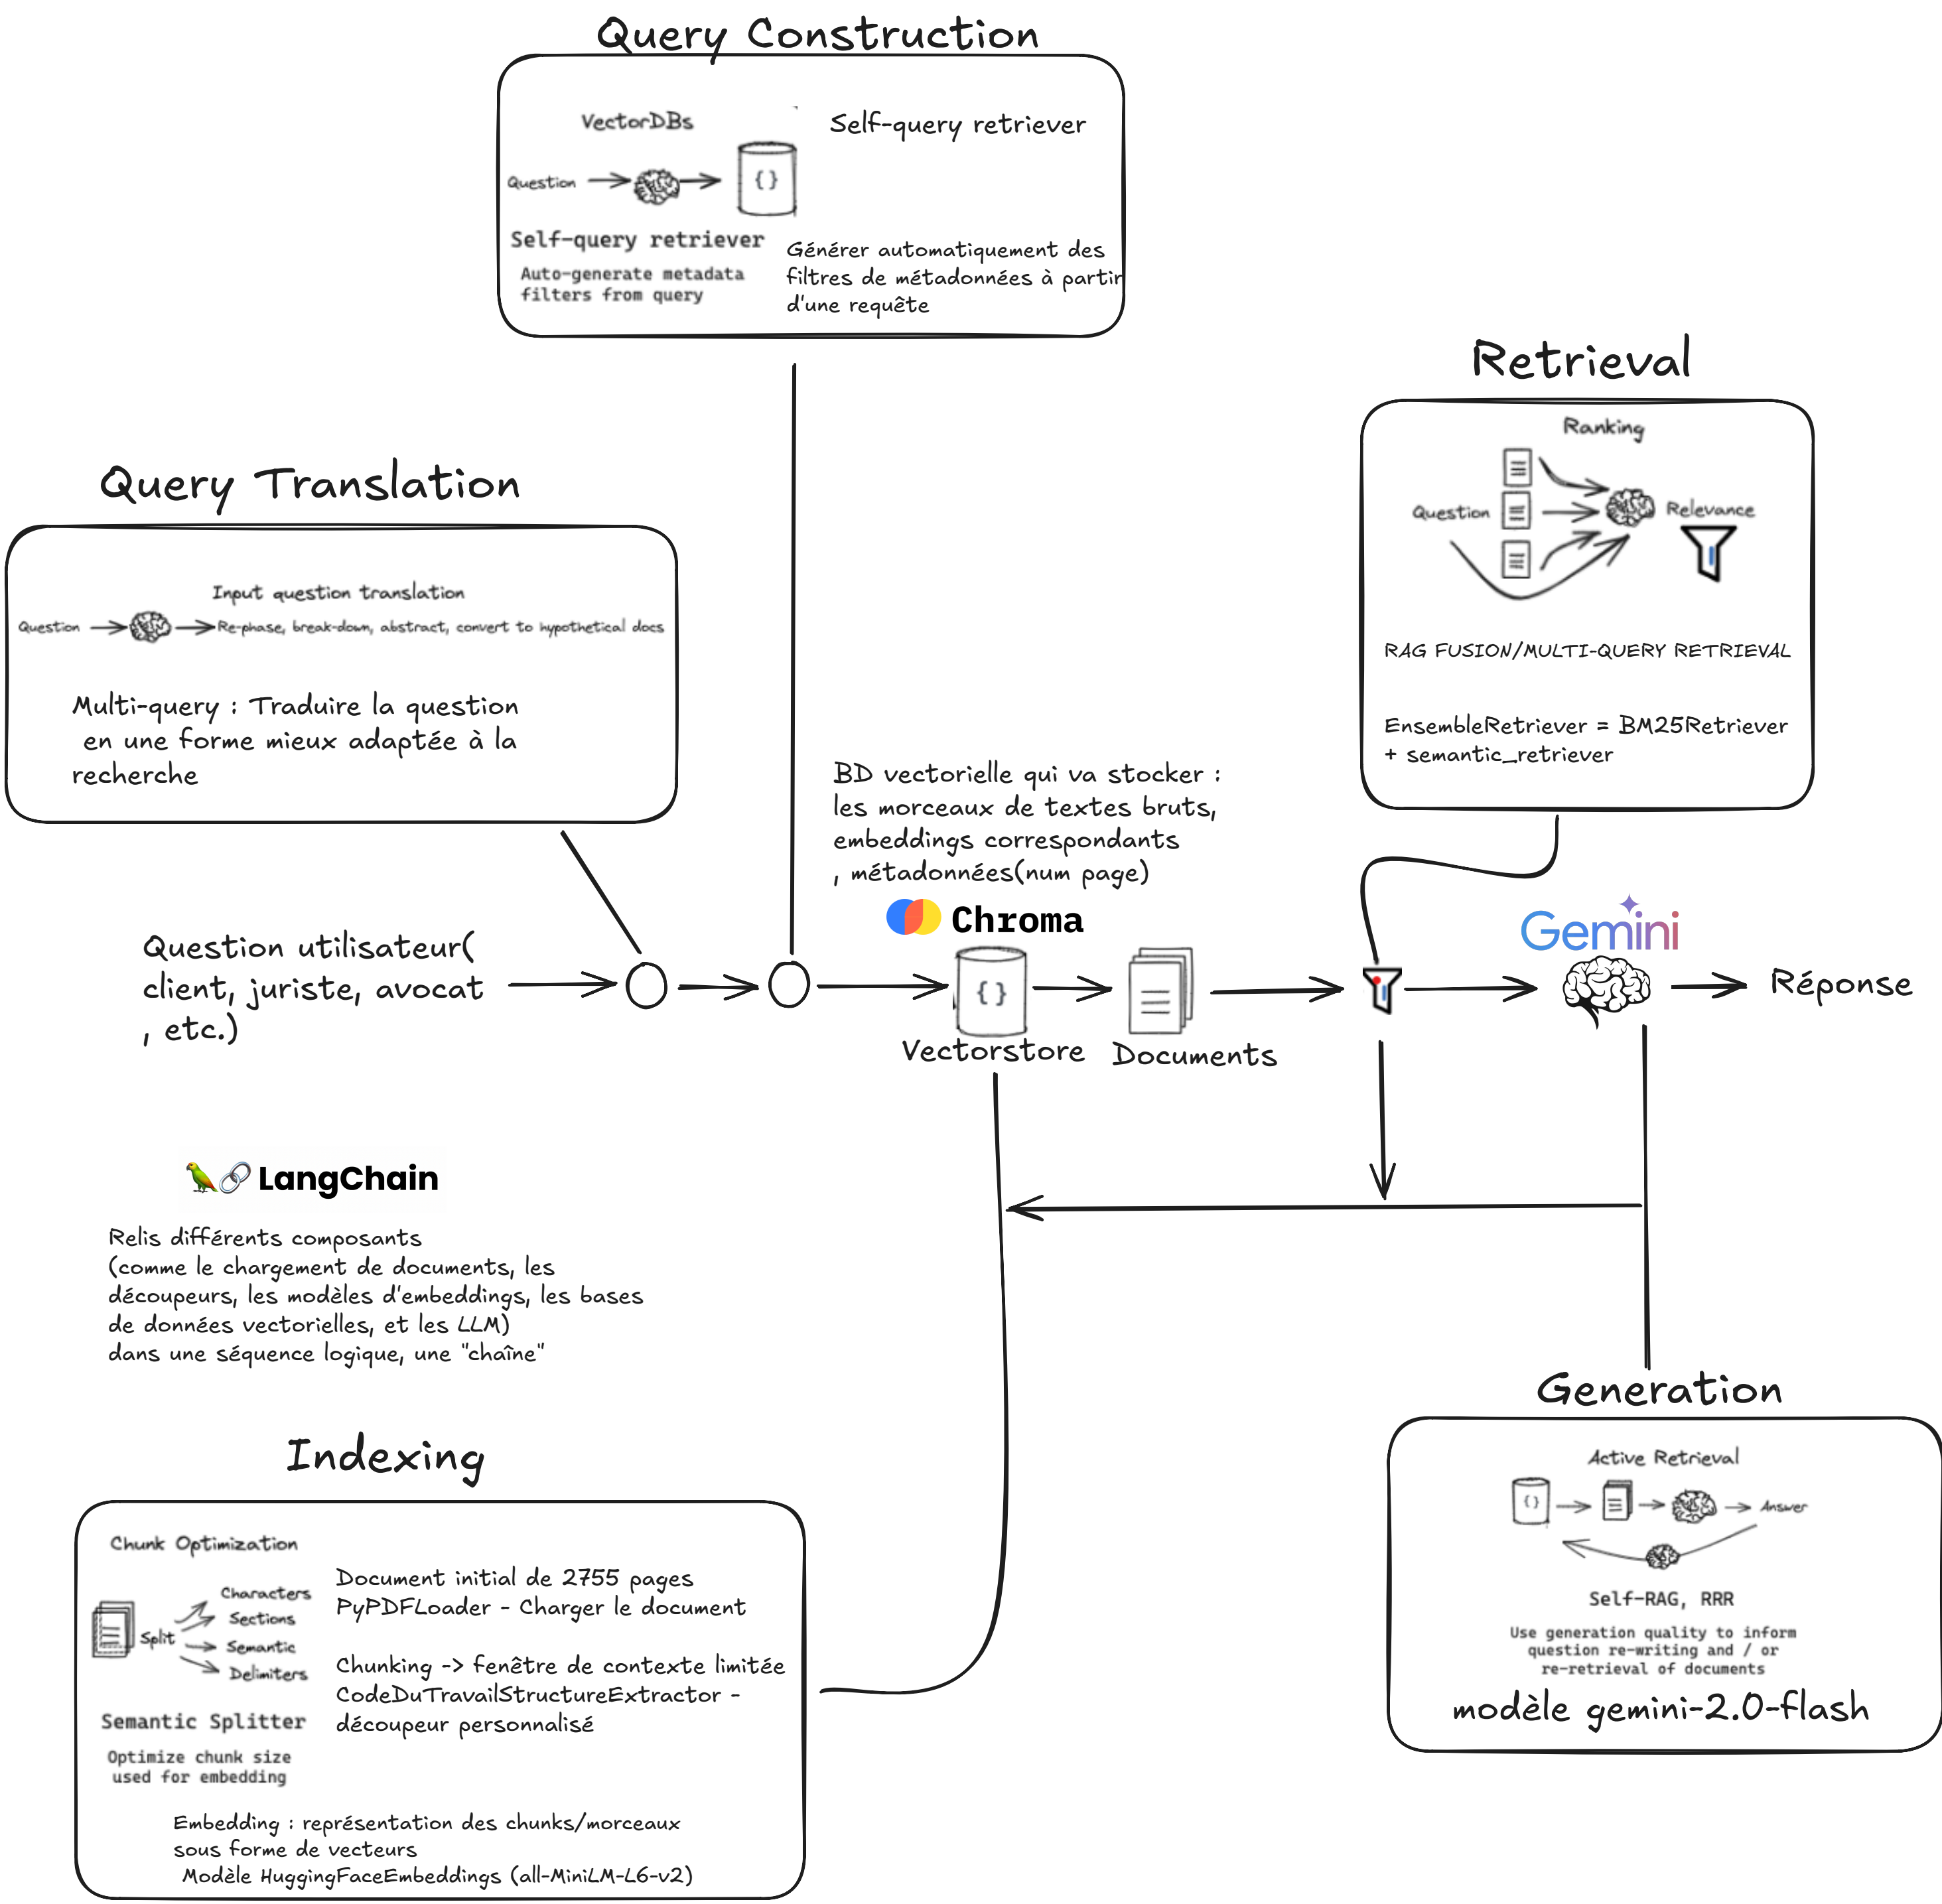 Query Construction
VectorDBs
Self-query retriever
Question
{}
Self-query retriever
Auto-generate metadata
filters from query
Générer automatiquement des
filtres de métadonnées à partir
d'une requête
Retrieval
Ranking
Question
Relevance
RAG FUSION/MULTI-QUERY RETRIEVAL
EnsembleRetriever = BM25Retriever
+ semantic_retriever
Query Translation
Input question translation
Question
Re-phase, break-down, abstract, convert to hypothetical docs
Multi-query : Traduire la question
en une forme mieux adaptée à la
recherche
BD vectorielle qui va stocker :
les morceaux de textes bruts,
embeddings correspondants
, métadonnées(num page)
Chroma
Gemini
Question utilisateur(
client, juriste, avocat
, etc.)
{}
Vectorstore
Documents
Réponse
LangChain
Relis différents composants
(comme le chargement de documents, les
découpeurs, les modèles d'embeddings, les bases
de données vectorielles, et les LLM)
dans une séquence logique, une "chaîne"
Generation
Active Retrieval
{}
Answer
Self-RAG, RRR
Use generation quality to inform
question re-writing and / or
re-retrieval of documents
modèle gemini-2.0-flash
Indexing
Chunk Optimization
Split
Characters
Sections
Semantic
Delimiters
Semantic Splitter
Optimize chunk size
used for embedding
Document initial de 2755 pages
PyPDFLoader - Charger le document
Chunking -> fenêtre de contexte limitée
CodeDuTravailStructureExtractor -
découpeur personnalisé
Embedding : représentation des chunks/morceaux
sous forme de vecteurs
Modèle HuggingFaceEmbeddings (all-MiniLM-L6-v2)